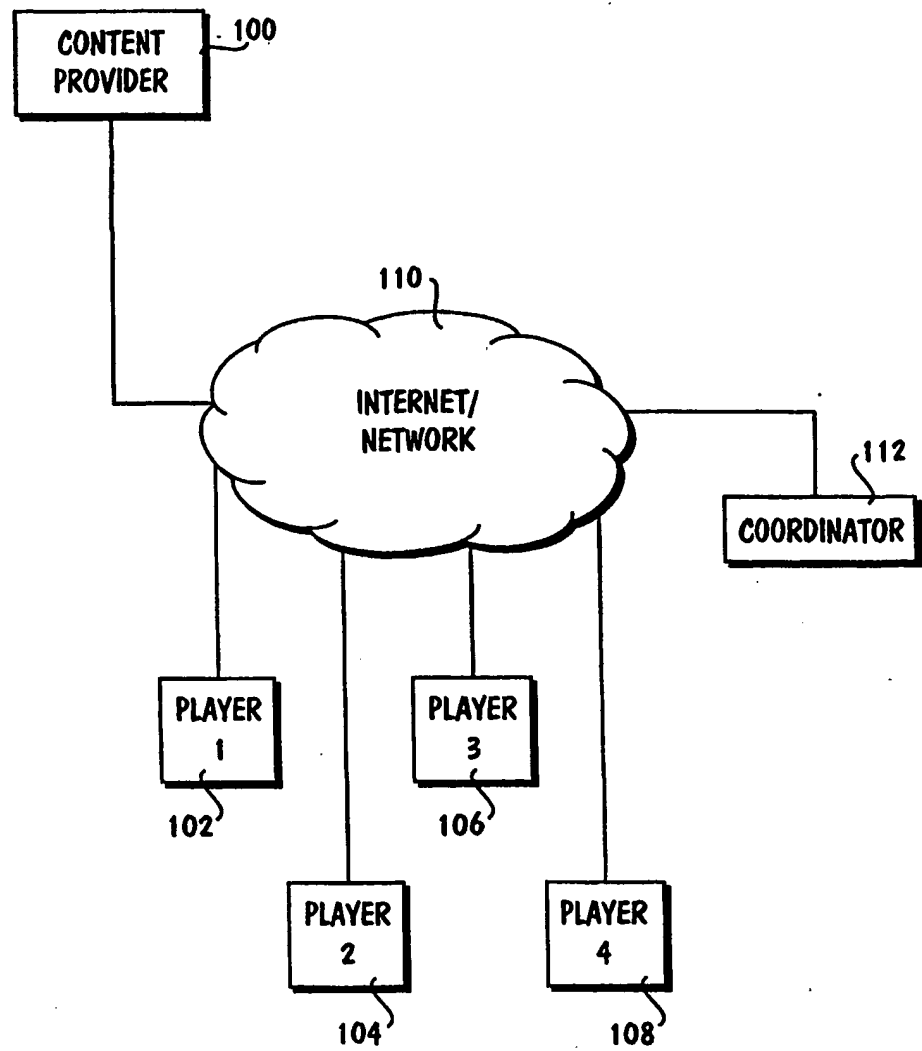 CONTENT
PROVIDER
100
110
INTERNET/
NETWORK
112
COORDINATOR
PLAYER
1
102
PLAYER
3
106
PLAYER
2
104
PLAYER
4
108